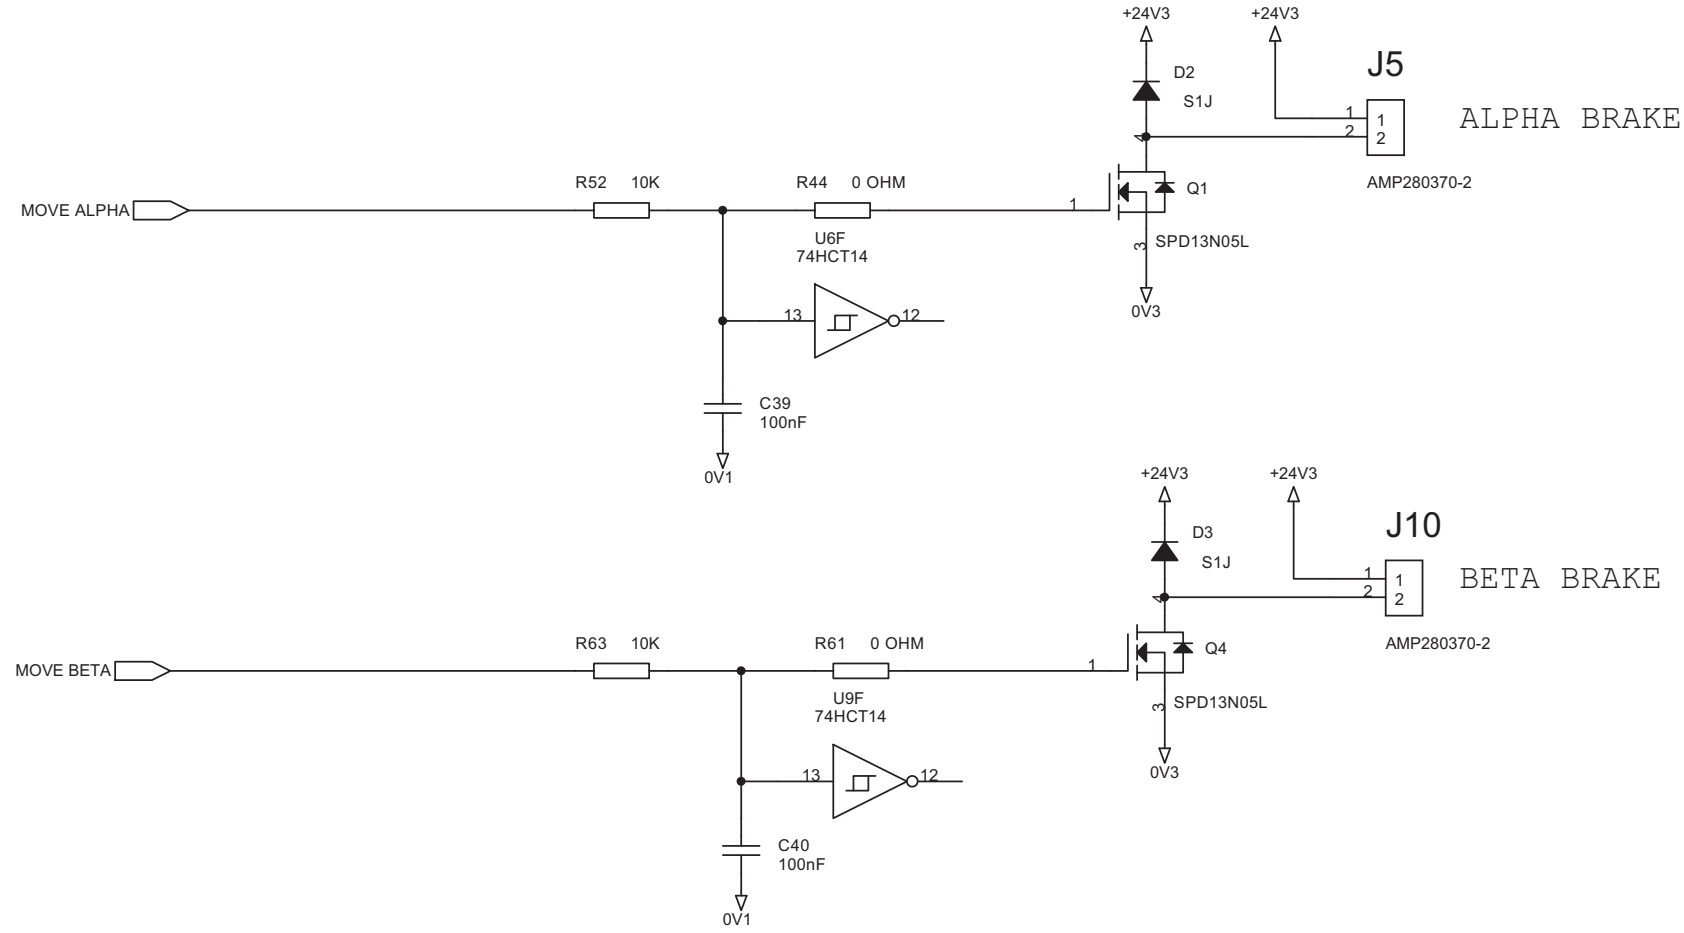 +24V3 +24V3
D2
S1J
J5
1 1
2 2
ALPHA BRAKE
4
AMP280370-2
R52 10K R44 0 OHM
Q1
MOVE ALPHA
1
U6F
74HCT14
3 SPD13N05L
0V3
13 12
C39
100nF
0V1
+24V3 +24V3
D3
S1J
J10
1 1
2 2
BETA BRAKE
4
AMP280370-2
R63 10K R61 0 OHM
Q4
MOVE BETA
1
U9F
74HCT14
3 SPD13N05L
0V3
13 12
C40
100nF
0V1